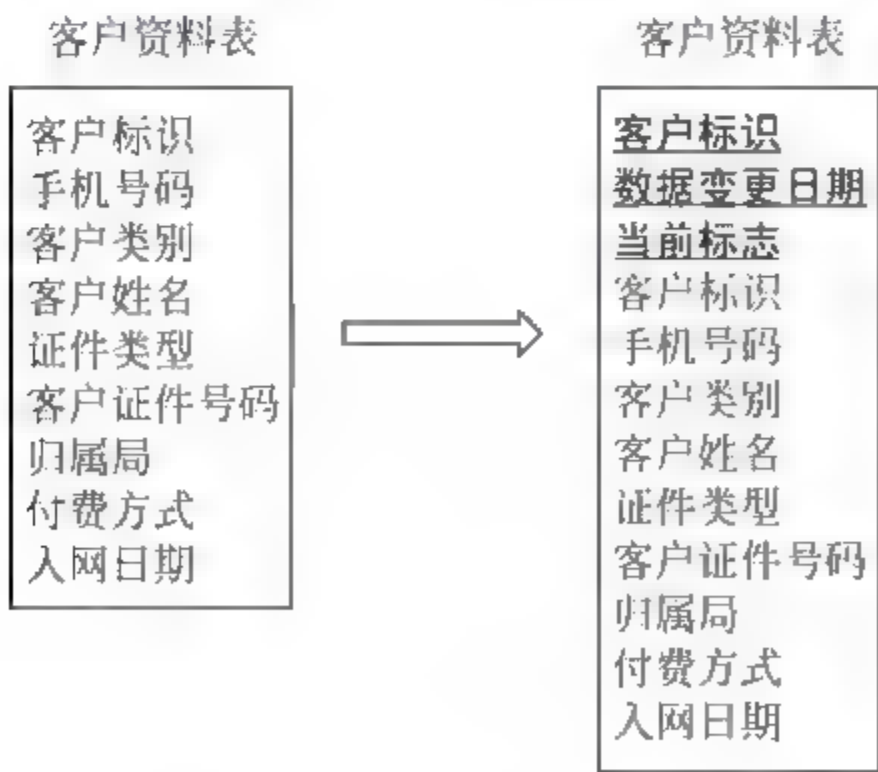 客户资料表
客户标识
手机号码
客户类别
客户姓名
证件类型
客户证件号码
归属局
付费方式
入网日期
客户资料表
客户标识
数据变更日期
当前标志
客户标识
手机号码
客户类别
客户姓名
证件类型
客户证件号码
归属局
付费方式
入网日期